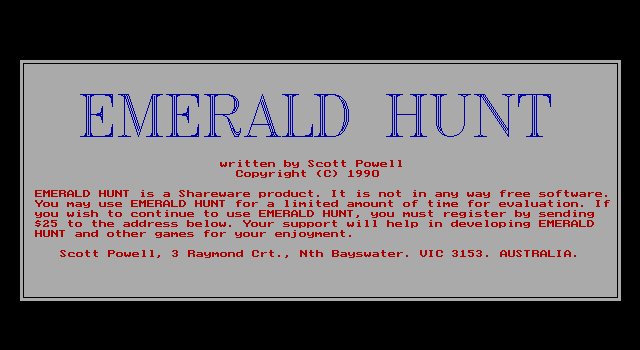 EMERALD HUNT
written by Scott Powell
Copyright (C) 1990
EMERALD HUNT is a Shareware product. It is not in any way free software.
You may use EMERALD HUNT for a limited amount of time for evaluation. If
you wish to continue to use EMERALD HUNT, you must register by sending
$25 to the address below. Your support will help in developing EMERALD
HUNT and other games for your enjoyment.
Scott Powell, 3 Raymond Crt., Nth Bayswater. VIC 3153. AUSTRALIA.